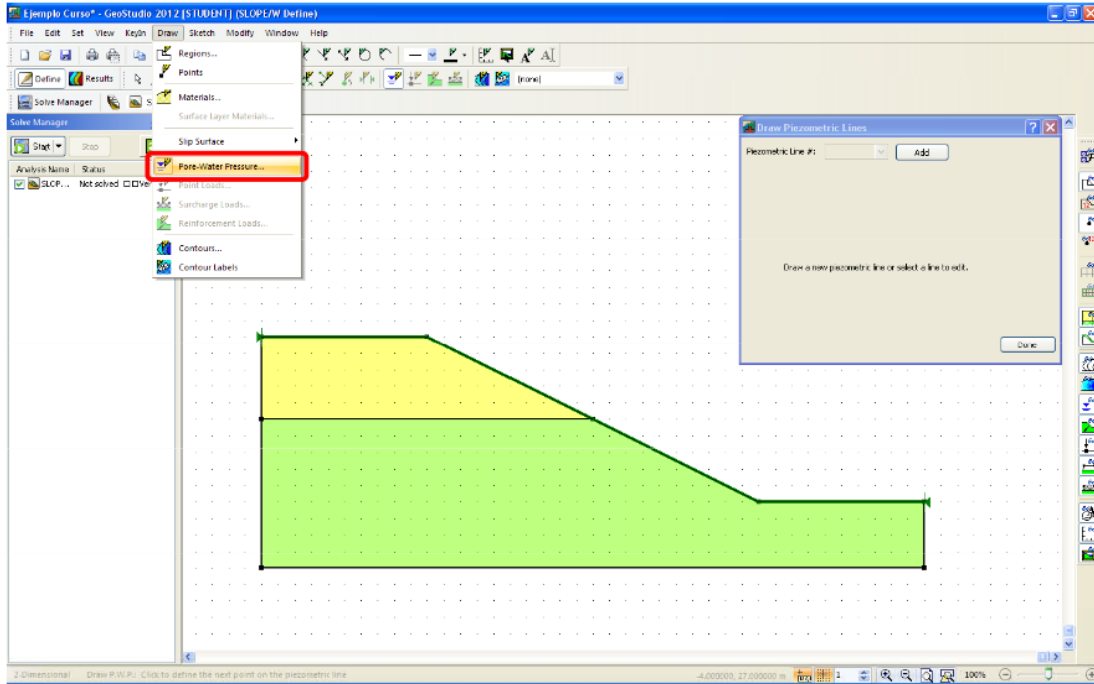 Ejemplo Curso* - GeoStudio 2012 [STUDENT] (SLOPE/W Define)
File Edit Set View KeyIn Draw Sketch Modify Window Help
Regions...
Define Results
Points
(none)
Solve Manager
Materials...
Surface Layer Materials...
Solve Manager
Start Stop
Slip Surface
Analysis Name Status
Pore-Water Pressure...
SLOP... Not solved
Point Loads...
Surcharge Loads...
Reinforcement Loads...
Contours...
Contour Labels
Draw Piezometric Lines
Piezometric Line #: Add
Draw a new piezometric line or select a line to edit.
Done
2-Dimensional Draw P.W.P.: Click to define the next point on the piezometric line -4.000000, 27.000000 m 1 100%